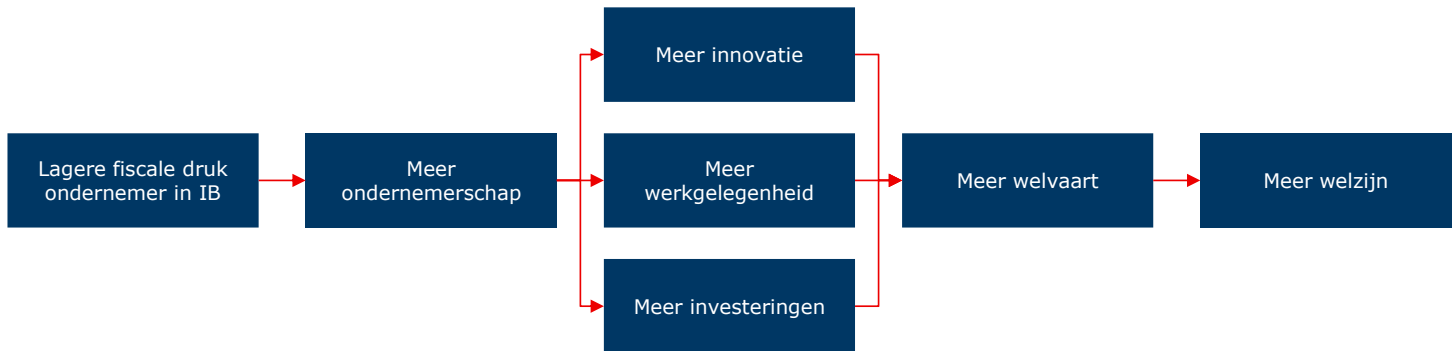 Lagere fiscale druk
ondernemer in IB
Meer
ondernemerschap
Meer innovatie
Meer
werkgelegenheid
Meer investeringen
Meer welvaart
Meer welzijn